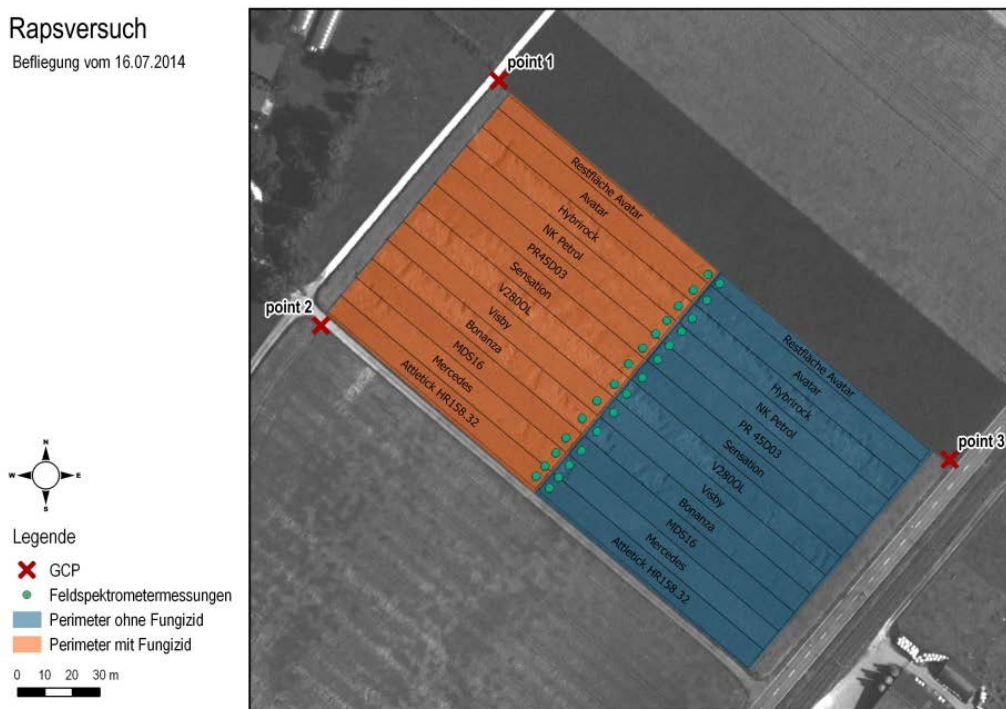 Rapsversuch
Befliegung vom 16.07.2014
point 1
point 2
point 3
Restfläche Avatar
Avatar
Hybrirock
NK Petrol
PR45D03
Sensation
V280OL
Visby
Bonanza
MDS16
Mercedes
Attletick HR158.32
Restfläche Avatar
Avatar
Hybrirock
NK Petrol
PR 45D03
Sensation
V280OL
Visby
Bonanza
MDS16
Mercedes
Attletick HR158.32
N
W E
S
Legende
GCP
Feldspektrometermessungen
Perimeter ohne Fungizid
Perimeter mit Fungizid
0 10 20 30 m